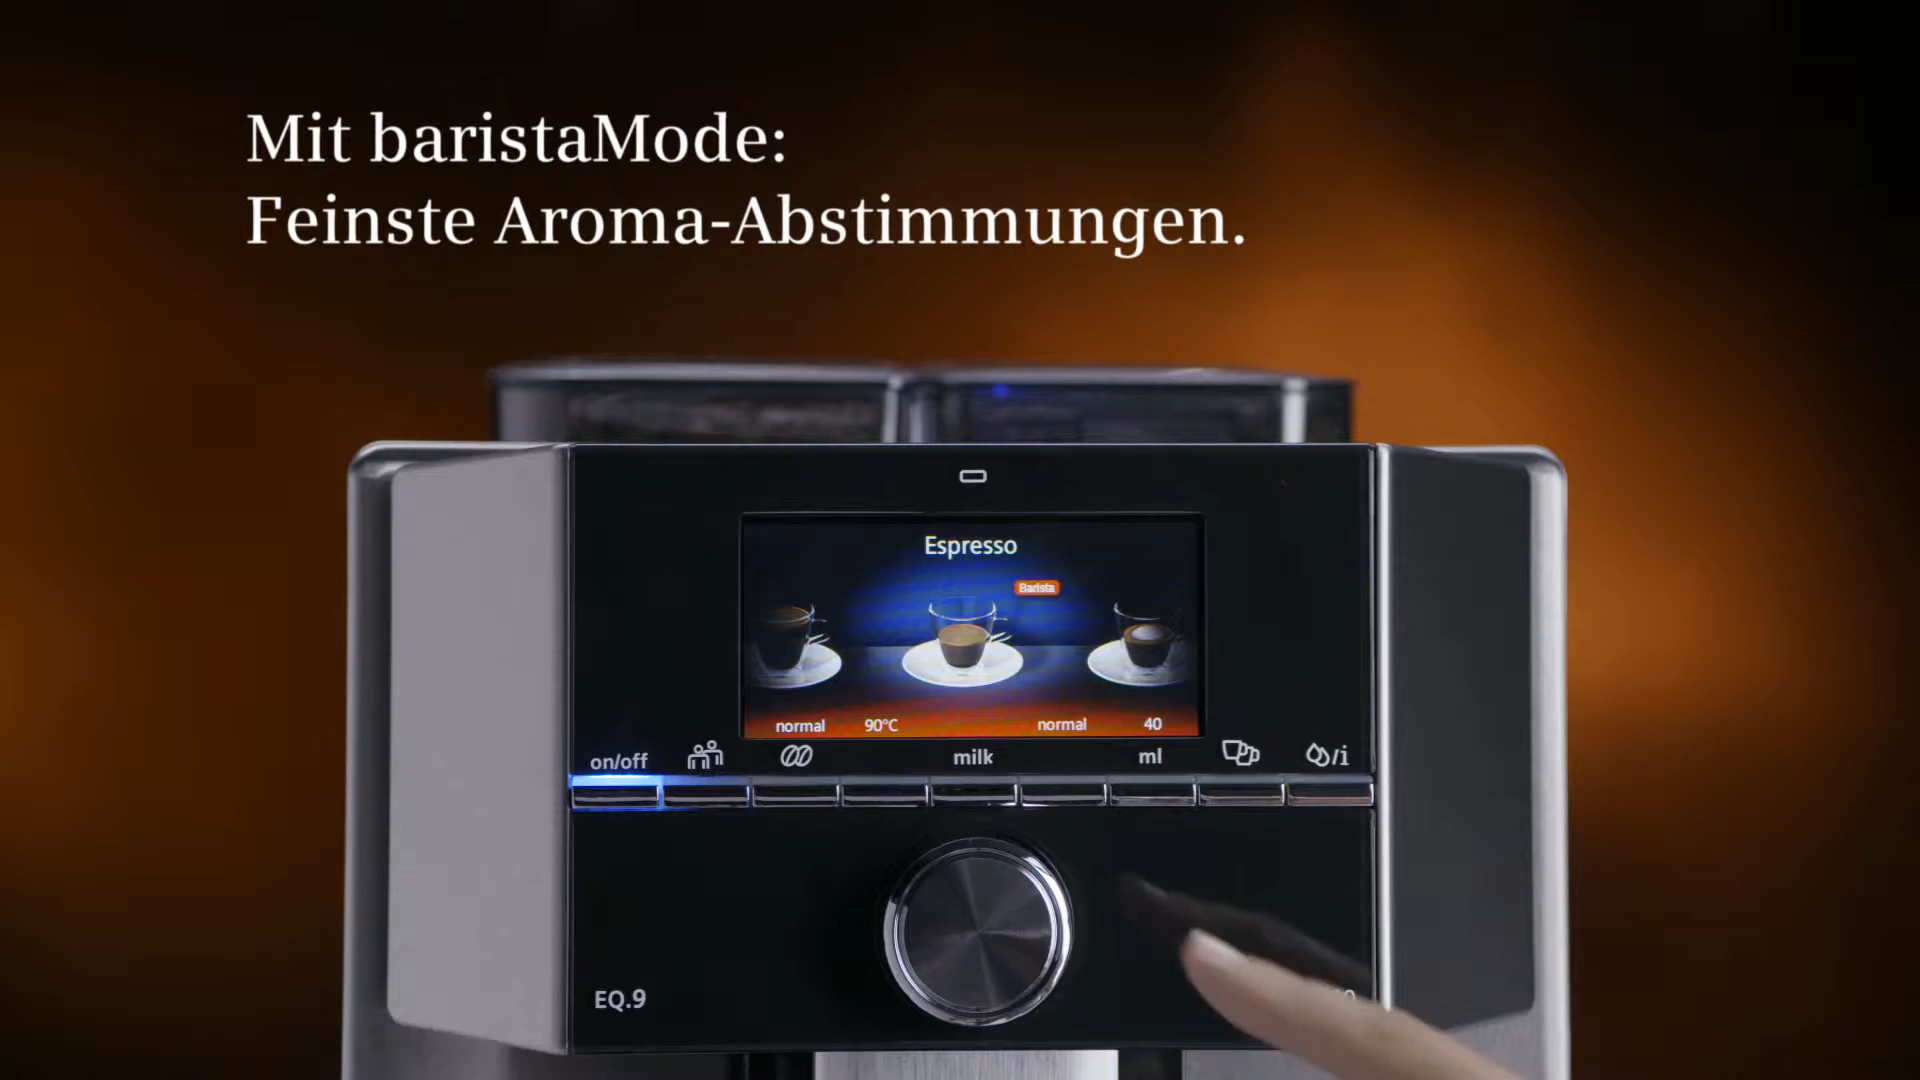 Mit baristaMode:
Feinste Aroma-Abstimmungen.
Espresso
Barista
normal 90°C normal 40
on/off milk ml /i
EQ.9